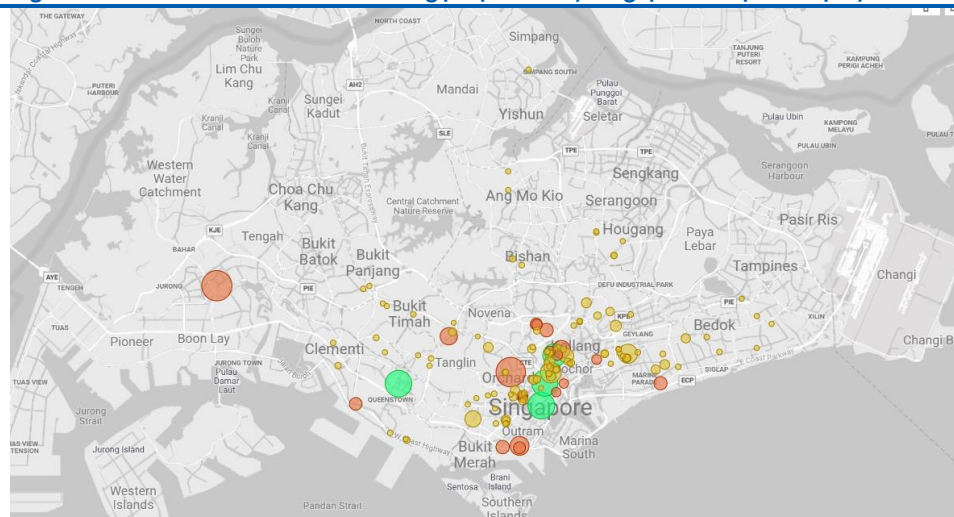 THE GATEWAY
NORTH COAST
Simpang
Sungei
Buloh
Nature
Park
Lim Chu
Kang
TANJUNG
PUTERI
RESORT
KAMPUNG
PERIGI ACHEH
SIMPANG SOUTH
PUTERI
HARBOUR
AH2
Mandai
Pulau
Punggol
Barat
Kranji
Canal
Sungei
Kadut
Yishun
Seletar
Pulau Ubin
KAMPONG
MELAYU
Kranji
Canal
Kranji
Canal
SLE
PULAU UBIN
Western
Water
Catchment
TPE
TPE
Serangoon
Harbour
Sengkang
Choa Chu
Kang
Central Catchment
Nature Reserve
Ang Mo Kio
Serangoon
Pasir Ris
KJE
Tengah
BAHAR
Bukit
Batok
Bukit
Panjang
Hougang
Paya
Lebar
Bishan
Tampines
Changi
AYE
TENGEH
JURONG
PIE
DEFU INDUSTRIAL PARK
PIE
Bukit
Timah
Novena
KPE
XILIN
TUAS
Boon Lay
Pioneer
Clementi
GEYLANG
Bedok
Tanglin
SIGLAP
East Coast Parkway
JURONG TOWN
Pulau
Damar
Laut
TUAS VIEW
QUEENSTOWN
ECP
Singapore
Jurong
Strait
Outram
W. Coast Highway
Marina
South
Jurong Island
Bukit
Merah
Brani
Island
Sentosa
Western
Islands
Pandan Strait
Southern
Islands